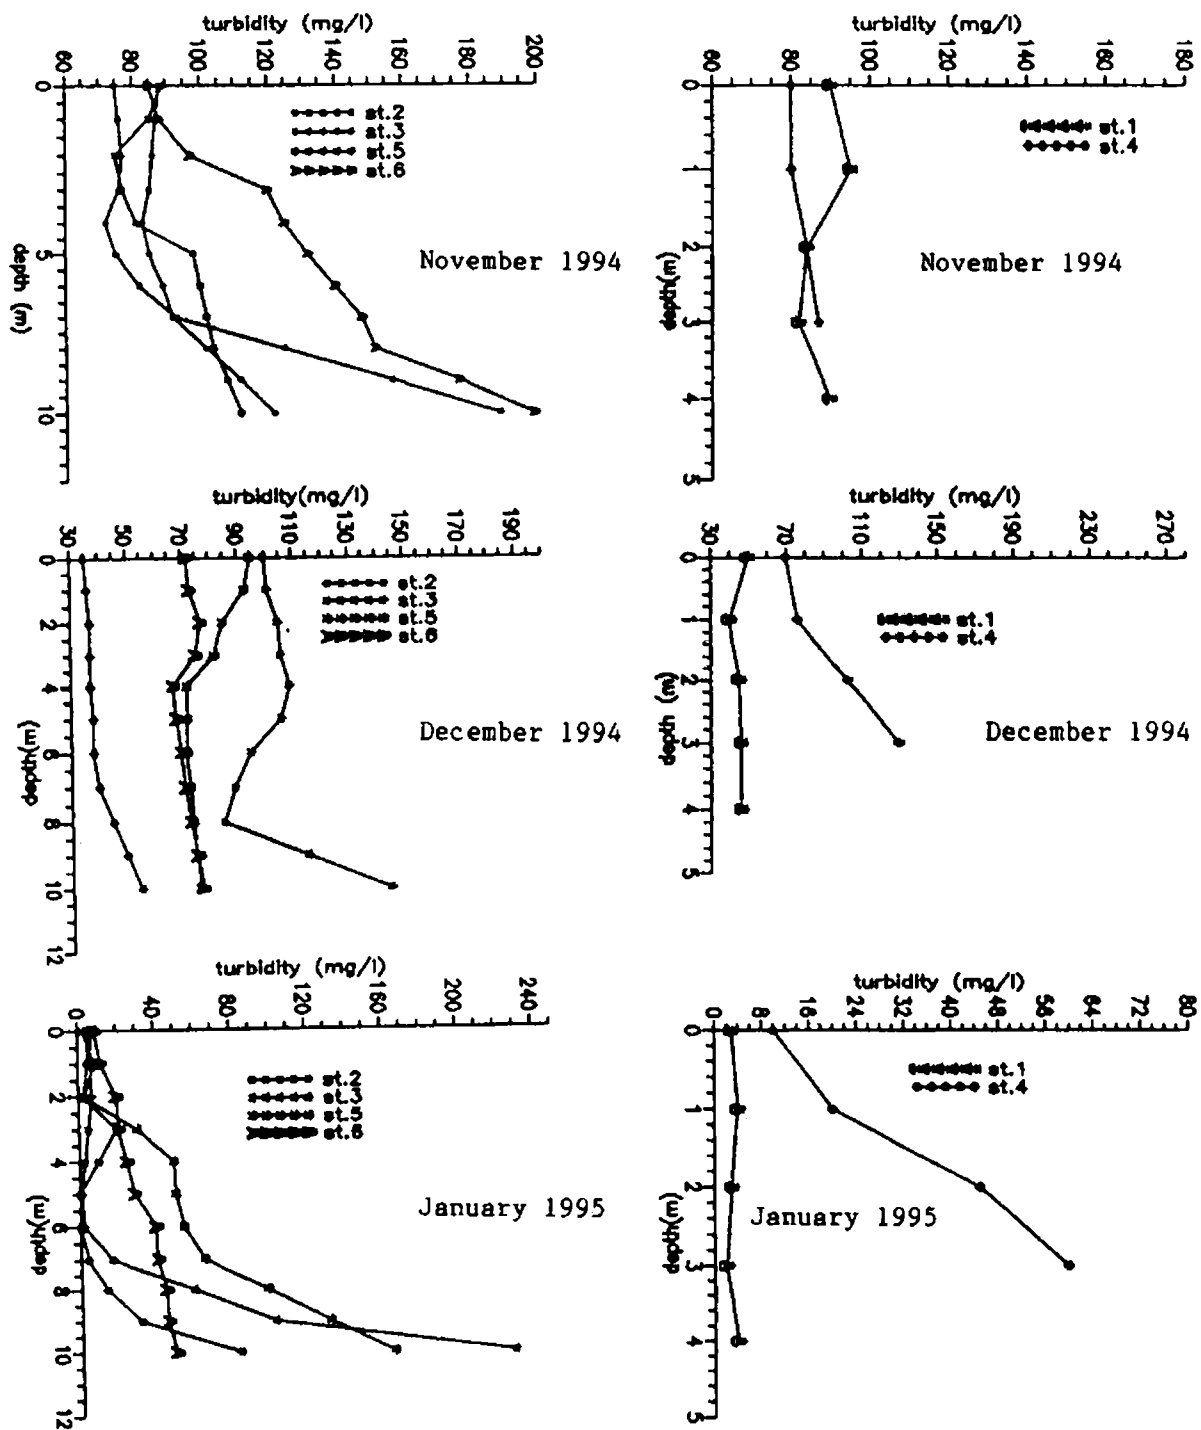 turbidity (mg/l)
60 80 100 120 140 160 180 200
0 5 10
depth (m)
st.2
st.3
st.5
st.6
November 1994
turbidity (mg/l)
60 80 100 120 140 160 180
0 1 2 3 4 5
depth(m)
st.1
st.4
November 1994
turbidity(mg/l)
30 50 70 90 110 130 150 170 190
0 2 4 6 8 10 12
depth(m)
st.2
st.3
st.5
st.6
December 1994
turbidity (mg/l)
30 70 110 150 190 230 270
0 1 2 3 4 5
depth (m)
st.1
st.4
December 1994
turbidity (mg/l)
0 40 80 120 160 200 240
0 2 4 6 8 10 12
depth(m)
st.2
st.3
st.5
st.6
January 1995
turbidity (mg/l)
0 8 16 24 32 40 48 56 64 72 80
0 1 2 3 4 5
depth(m)
st.1
st.4
January 1995